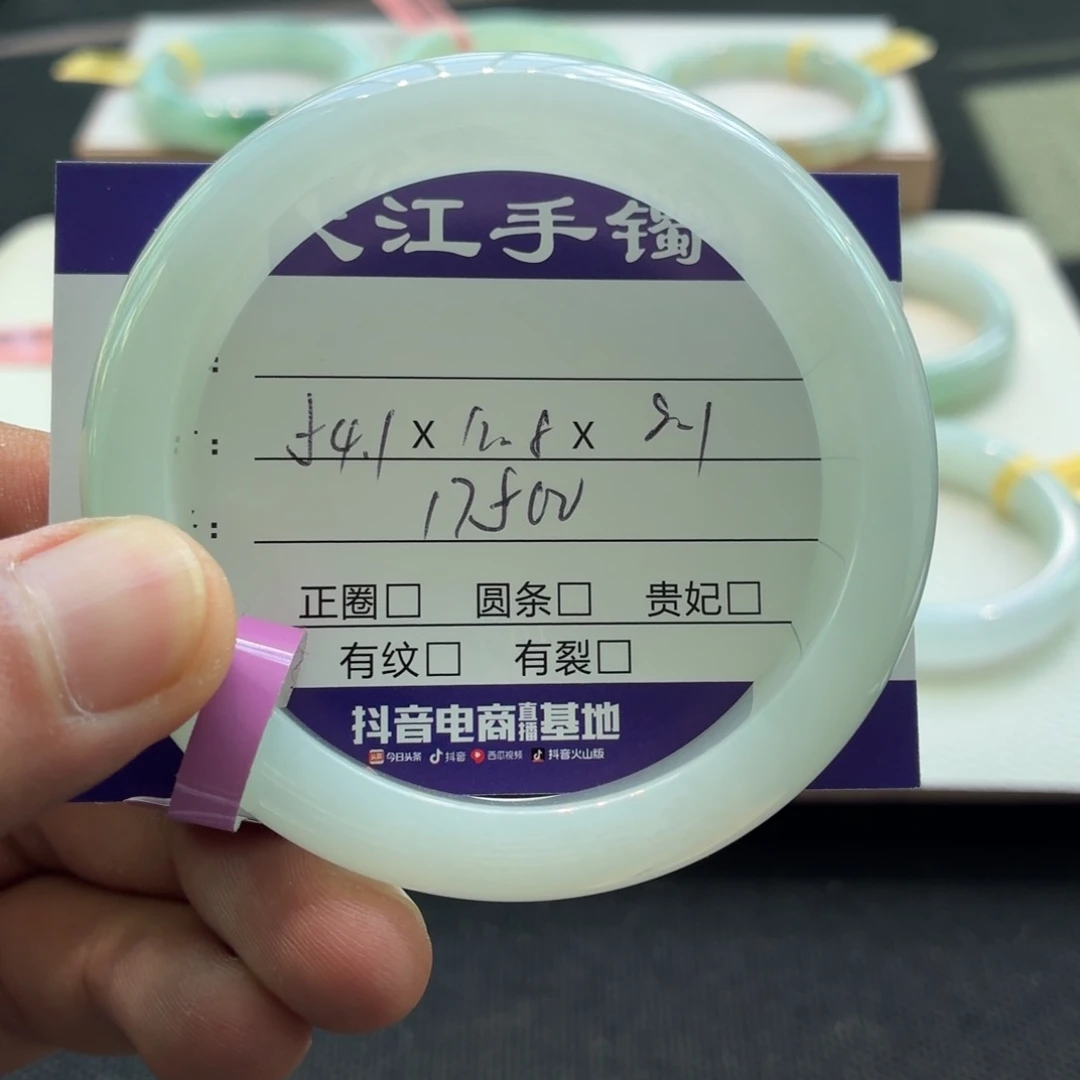 江手镯
:
: 54.1 x 12.8 x 8.1
: 17500
正圈□ 圆条□ 贵妃□
有纹□ 有裂□
抖音电商直播基地
头条 今日头条 抖音 西瓜视频 抖音火山版